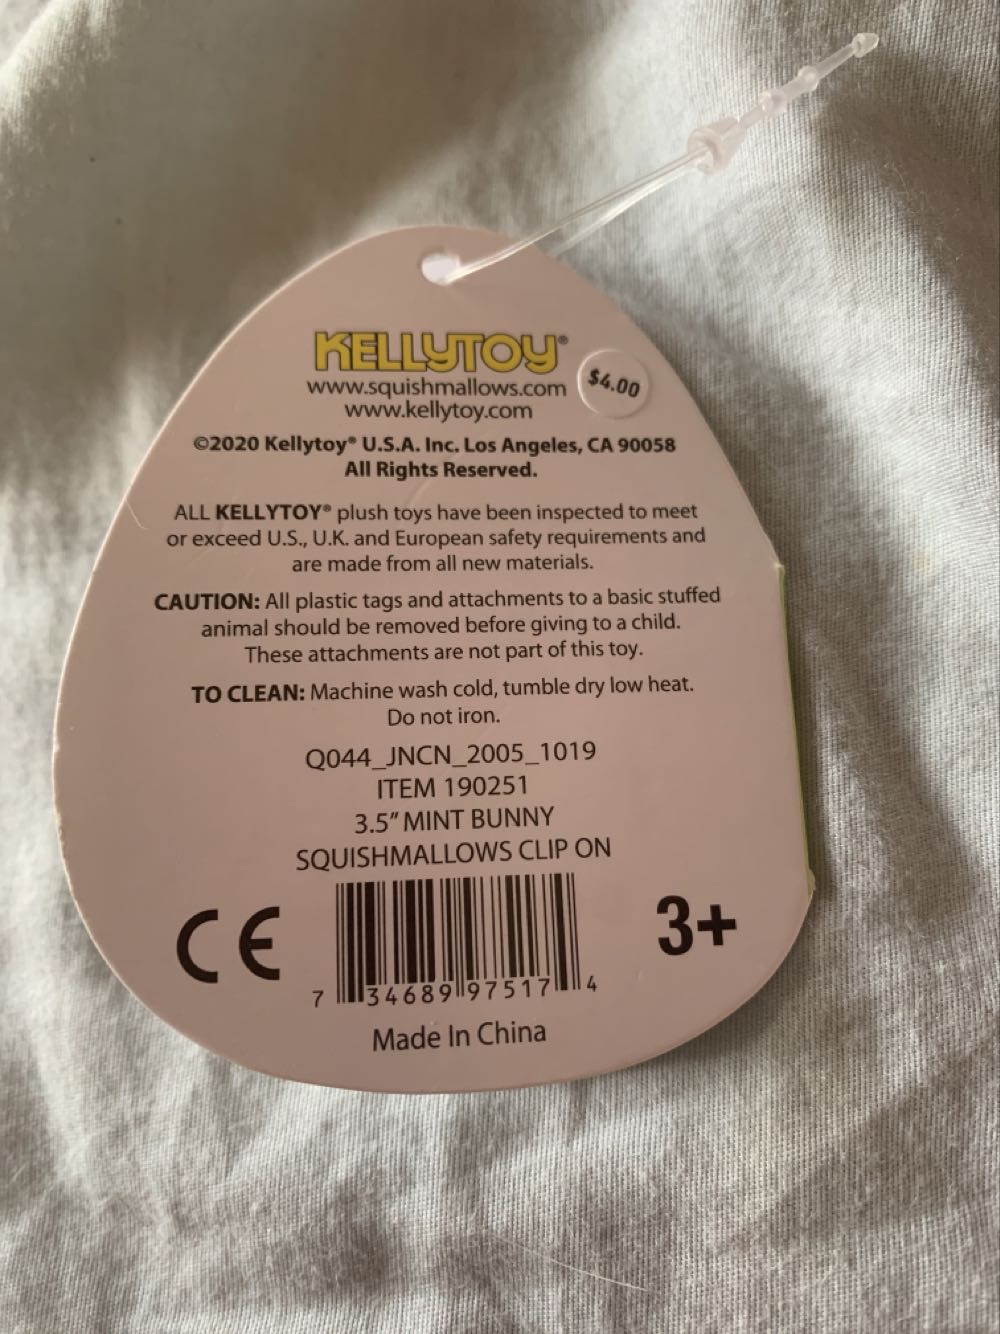 KELLYTOY®
www.squishmallows.com
$4.00
www.kellytoy.com
©2020 Kellytoy® U.S.A. Inc. Los Angeles, CA 90058
All Rights Reserved.
ALL KELLYTOY® plush toys have been inspected to meet
or exceed U.S., U.K. and European safety requirements and
are made from all new materials.
CAUTION: All plastic tags and attachments to a basic stuffed
animal should be removed before giving to a child.
These attachments are not part of this toy.
TO CLEAN: Machine wash cold, tumble dry low heat.
Do not iron.
Q044_JNCN_2005_1019
ITEM 190251
3.5” MINT BUNNY
SQUISHMALLOWS CLIP ON
CE
3+
7 34689 97517 4
Made In China